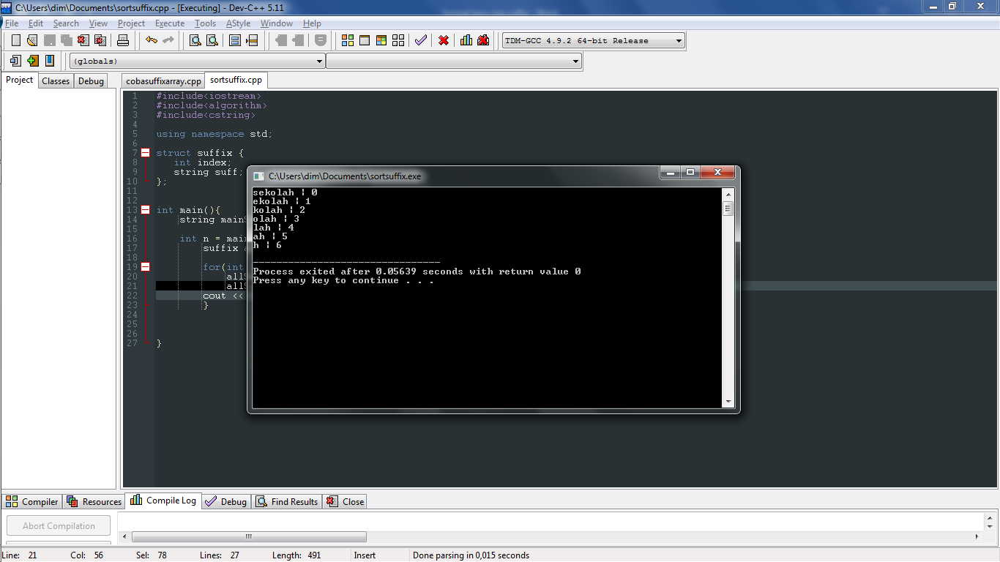 C:\Users\dim\Documents\sortsuffix.cpp - [Executing] - Dev-C++ 5.11
File Edit Search View Project Execute Tools AStyle Window Help
TDM-GCC 4.9.2 64-bit Release
(globals)
Project Classes Debug
cobasuffixarray.cpp sortsuffix.cpp
1 #include<iostream>
2 #include<algorithm>
3 #include<cstring>
4
5 using namespace std;
6
7 struct suffix {
8 int index;
9 string suff;
10 };
11
12
13 int main(){
14 string main
15
16 int n = mai
17 suffix
18
19 for(int
20 all
21 all
22 cout <<
23 }
24
25
26
27 }
C:\Users\dim\Documents\sortsuffix.exe
sekolah ¦ 0
ekolah ¦ 1
kolah ¦ 2
olah ¦ 3
lah ¦ 4
ah ¦ 5
h ¦ 6
--------------------------------
Process exited after 0.05639 seconds with return value 0
Press any key to continue . . .
Compiler Resources Compile Log Debug Find Results Close
Abort Compilation
Line: 21 Col: 56 Sel: 78 Lines: 27 Length: 491 Insert Done parsing in 0,015 seconds